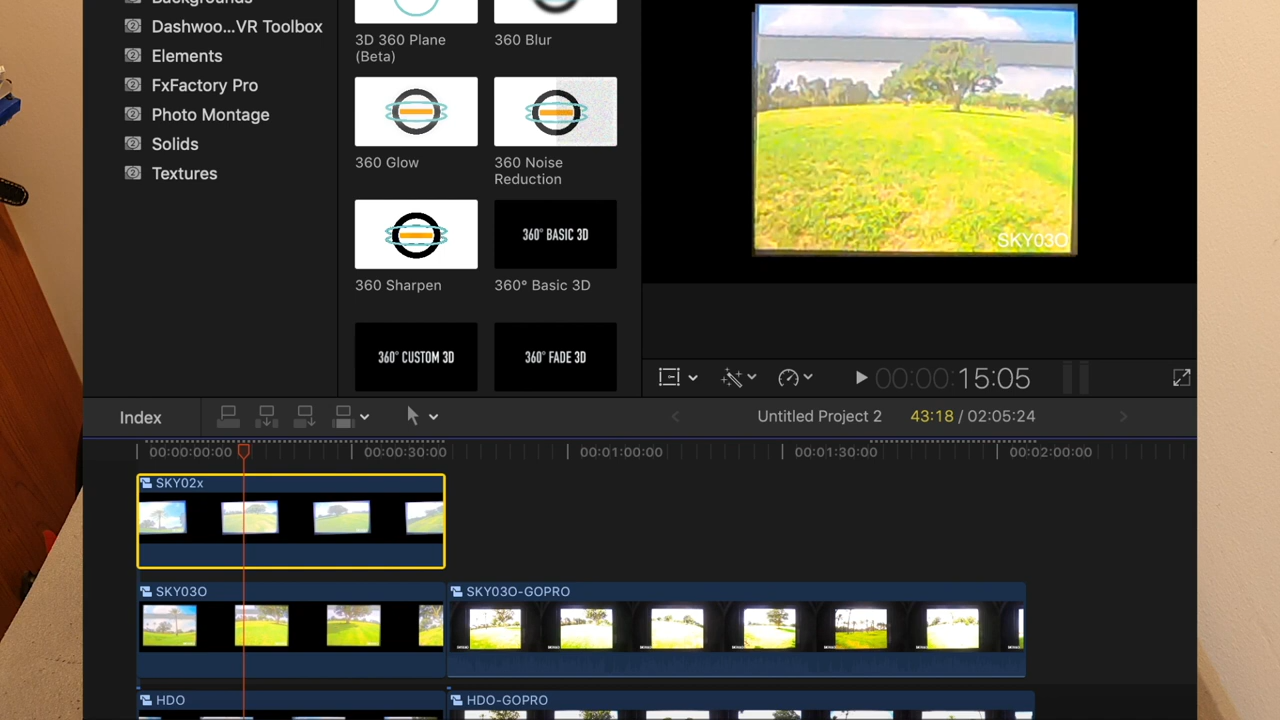 Backgrounds
Dashwoo...VR Toolbox
Elements
FxFactory Pro
Photo Montage
Solids
Textures
3D 360 Plane
(Beta)
360 Blur
360 Glow
360 Noise
Reduction
360° BASIC 3D
360 Sharpen
360° Basic 3D
360° CUSTOM 3D
360° FADE 3D
SKY03O
00:00:00:15:05
Index
Untitled Project 2
43:18 / 02:05:24
00:00:00:00
00:00:30:00
00:01:00:00
00:01:30:00
00:02:00:00
SKY02x
SKY03O
SKY03O-GOPRO
HDO
HDO-GOPRO